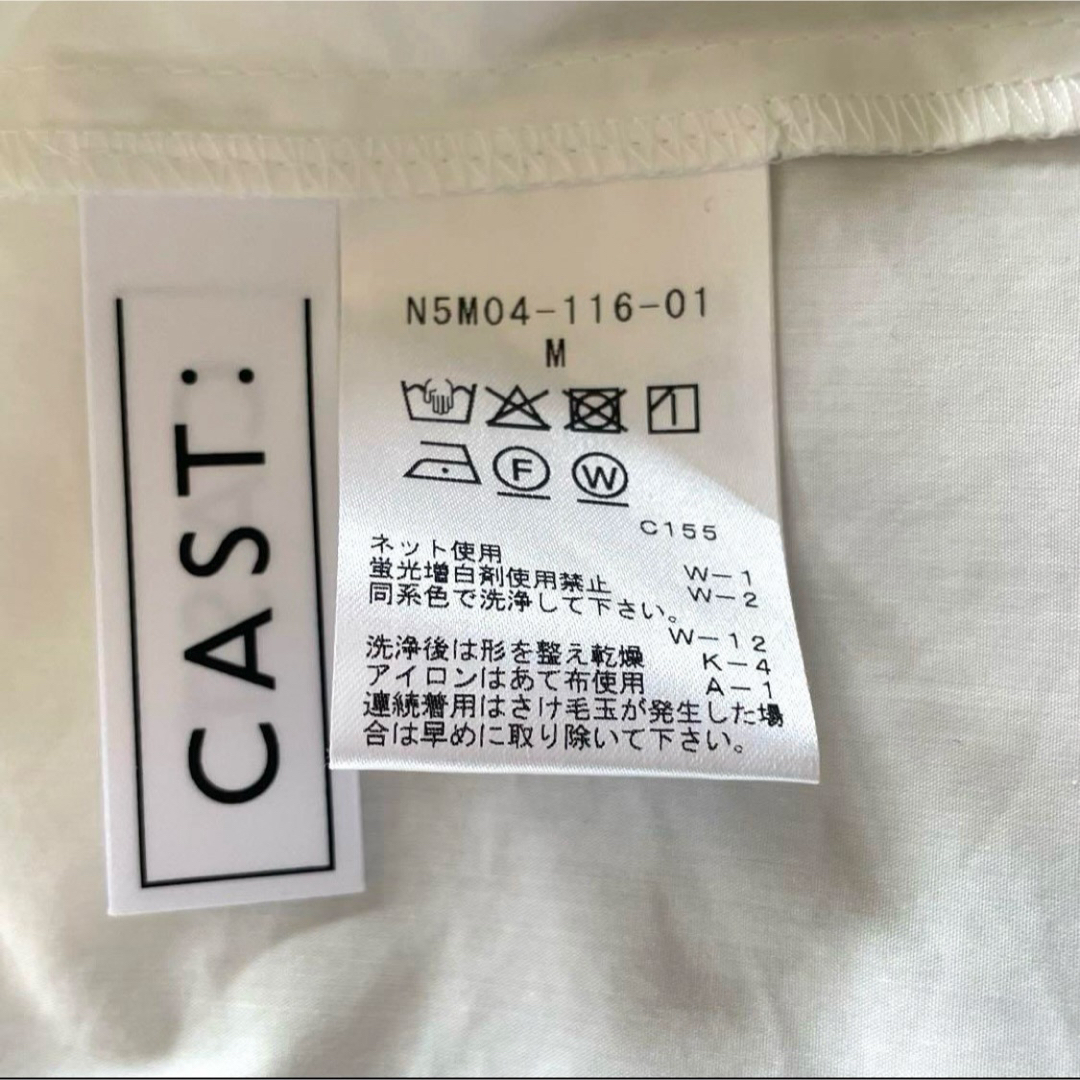 CAST:
N5M04-116-01
M
F W
C155
ネット使用 W-1
蛍光増白剤使用禁止 W-2
同系色で洗浄して下さい。
W-12
洗浄後は形を整え乾燥 K-4
アイロンはあて布使用 A-1
連続着用はさけ毛玉が発生した場
合は早めに取り除いて下さい。